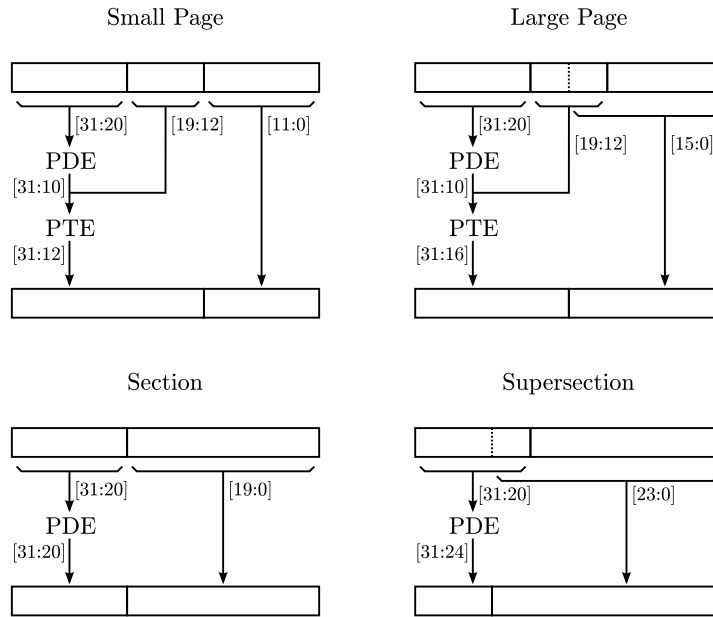 Small Page
Large Page
[31:20] [19:12] [11:0]
PDE
[31:10]
PTE
[31:12]
[31:20]
[19:12] [15:0]
PDE
[31:10]
PTE
[31:16]
Section
Supersection
[31:20] [19:0]
PDE
[31:20]
[31:20] [23:0]
PDE
[31:24]